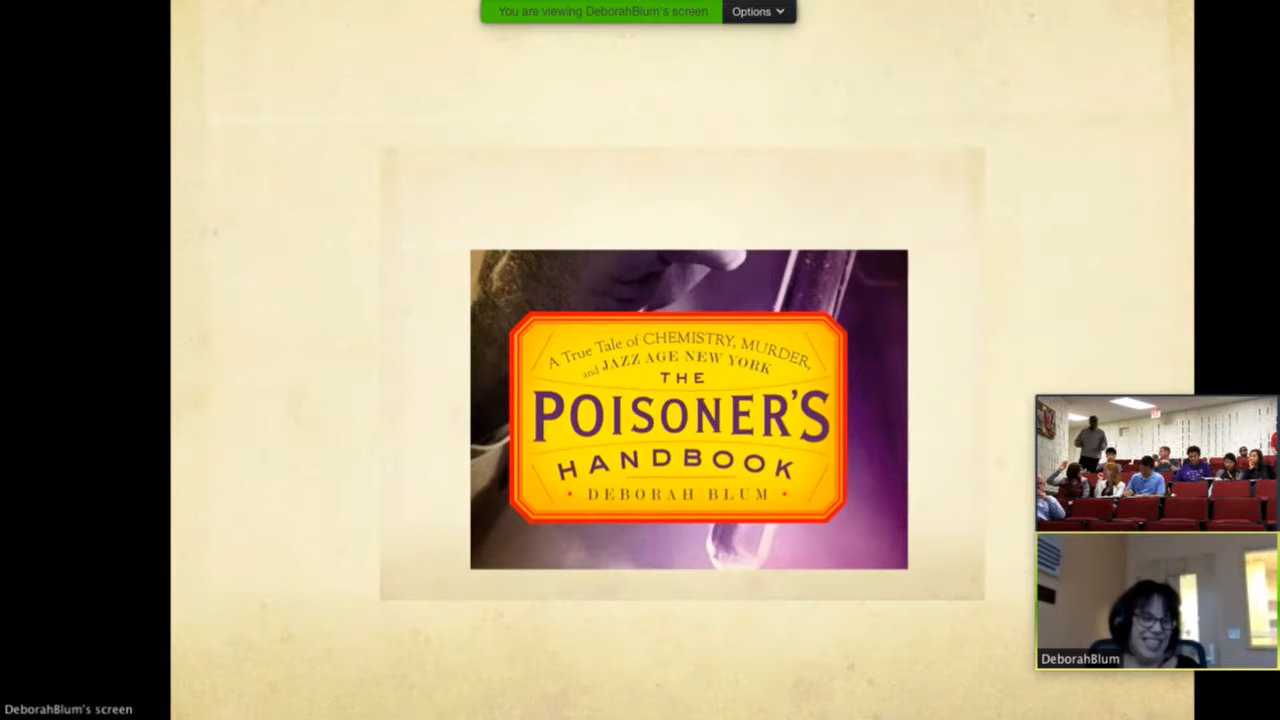 You are viewing DeborahBlum's screen
Options
A True Tale of CHEMISTRY, MURDER,
and JAZZ AGE NEW YORK
THE
POISONER'S
HANDBOOK
• DEBORAH BLUM •
DeborahBlum
DeborahBlum's screen